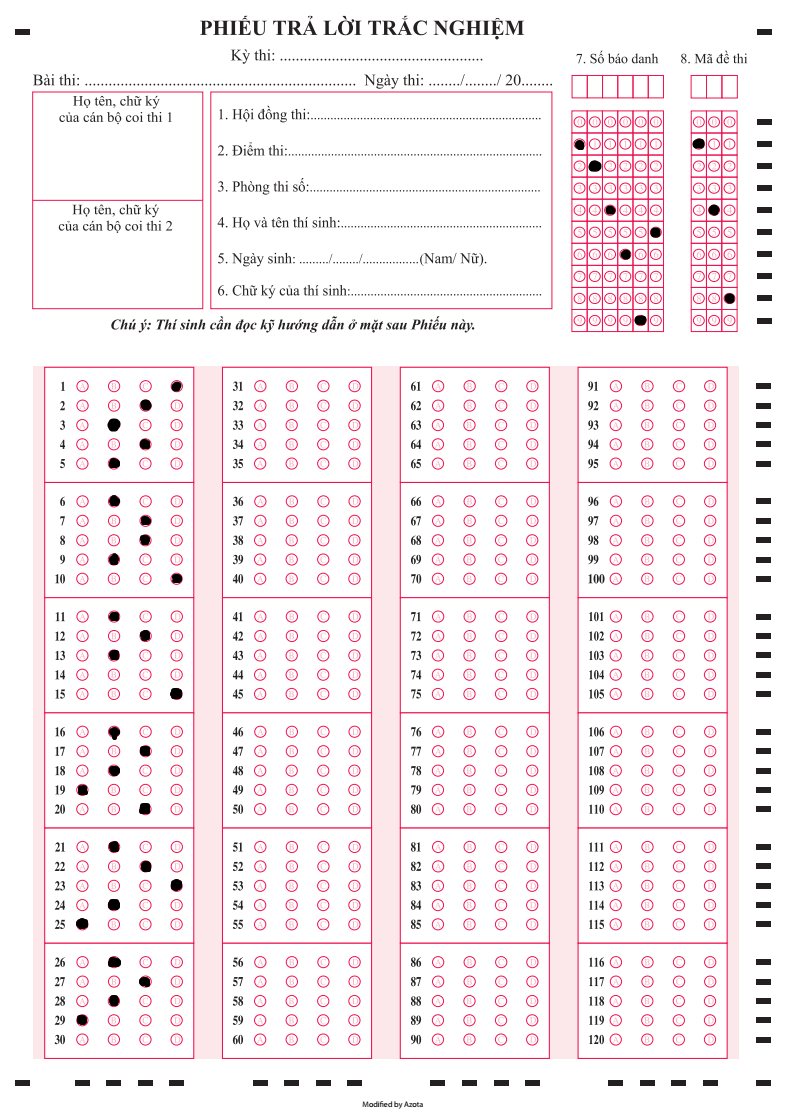 PHIẾU TRẢ LỜI TRẮC NGHIỆM
Kỳ thi: ...................................................
Bài thi: .................................................................... Ngày thi: ......../......../ 20........
7. Số báo danh
8. Mã đề thi
Họ tên, chữ ký
của cán bộ coi thi 1
Họ tên, chữ ký
của cán bộ coi thi 2
1. Hội đồng thi:......................................................................
2. Điểm thi:.............................................................................
3. Phòng thi số:......................................................................
4. Họ và tên thí sinh:.............................................................
5. Ngày sinh: ........./......../.................(Nam/ Nữ).
6. Chữ ký của thí sinh:..........................................................
Chú ý: Thí sinh cần đọc kỹ hướng dẫn ở mặt sau Phiếu này.
1 31 61 91
2 32 62 92
3 33 63 93
4 34 64 94
5 35 65 95
6 36 66 96
7 37 67 97
8 38 68 98
9 39 69 99
10 40 70 100
11 41 71 101
12 42 72 102
13 43 73 103
14 44 74 104
15 45 75 105
16 46 76 106
17 47 77 107
18 48 78 108
19 49 79 109
20 50 80 110
21 51 81 111
22 52 82 112
23 53 83 113
24 54 84 114
25 55 85 115
26 56 86 116
27 57 87 117
28 58 88 118
29 59 89 119
30 60 90 120
Modified by Azota